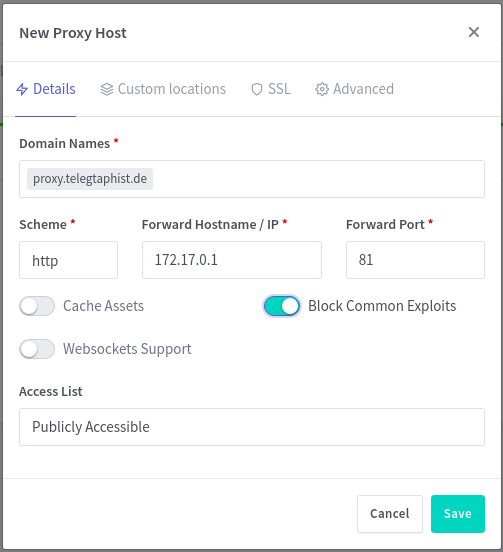 New Proxy Host
Details Custom locations SSL Advanced
Domain Names *
proxy.telegtaphist.de
Scheme * Forward Hostname / IP * Forward Port *
http 172.17.0.1 81
Cache Assets Block Common Exploits
Websockets Support
Access List
Publicly Accessible
Cancel Save